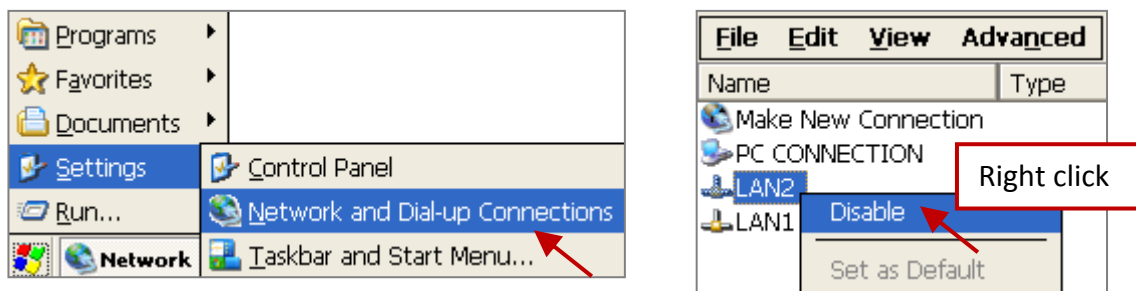 Programs
Favorites
Documents
Settings
Run...
Network
Control Panel
Network and Dial-up Connections
Taskbar and Start Menu...
File Edit View Advanced
Name Type
Make New Connection
PC CONNECTION
LAN2
LAN1
Disable
Set as Default
Right click